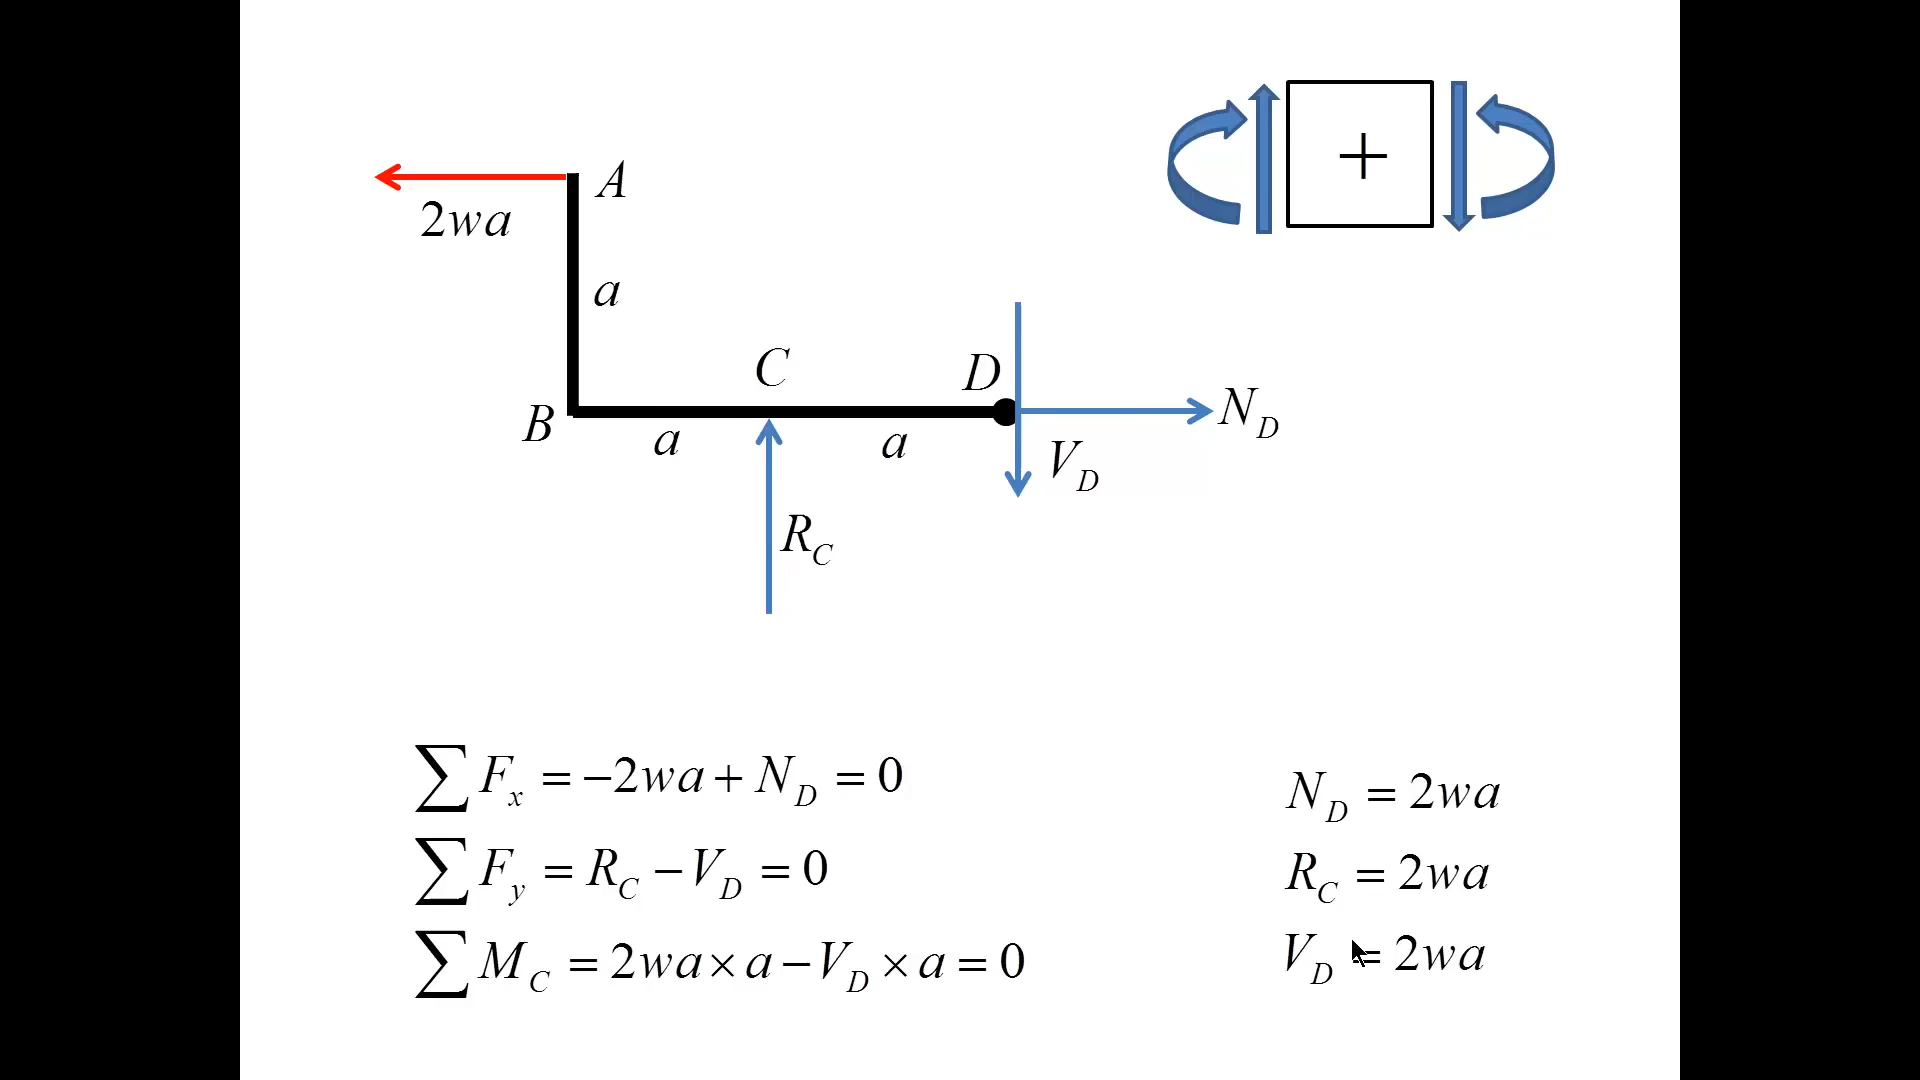 +
A
2wa
a
C
D
B
a
a
N_D
V_D
R_C
∑F_x = −2wa + N_D = 0
∑F_y = R_C − V_D = 0
∑M_C = 2wa × a − V_D × a = 0
N_D = 2wa
R_C = 2wa
V_D = 2wa